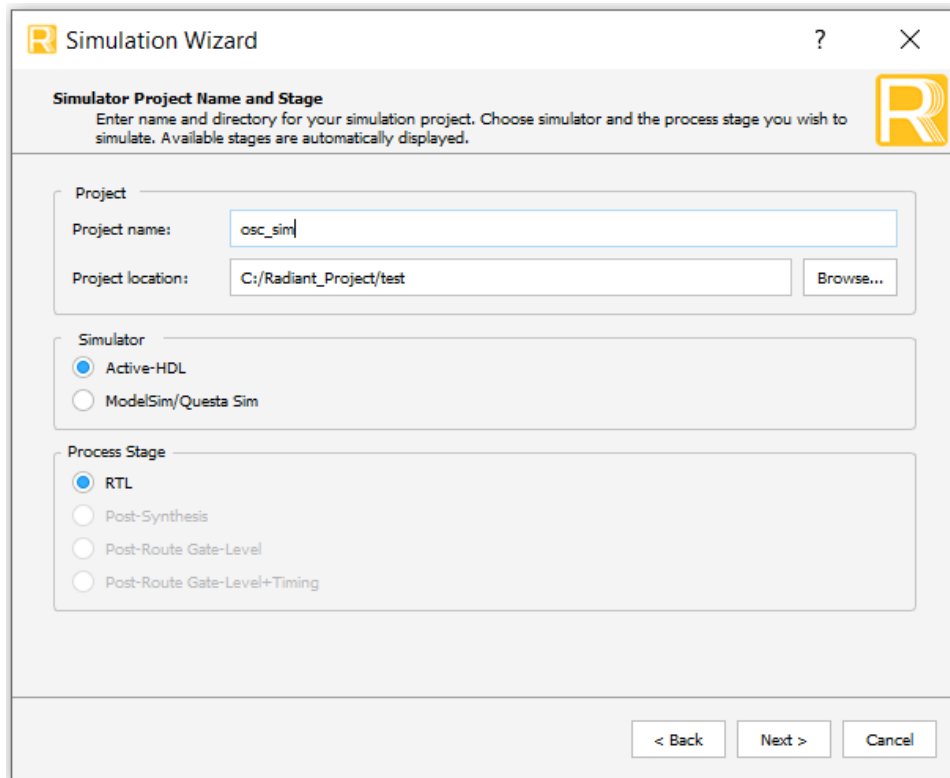 Simulation Wizard
?
Simulator Project Name and Stage
Enter name and directory for your simulation project. Choose simulator and the process stage you wish to
simulate. Available stages are automatically displayed.
Project
Project name: osc_sim
Project location: C:/Radiant_Project/test Browse...
Simulator
Active-HDL
ModelSim/Questa Sim
Process Stage
RTL
Post-Synthesis
Post-Route Gate-Level
Post-Route Gate-Level+Timing
< Back Next > Cancel